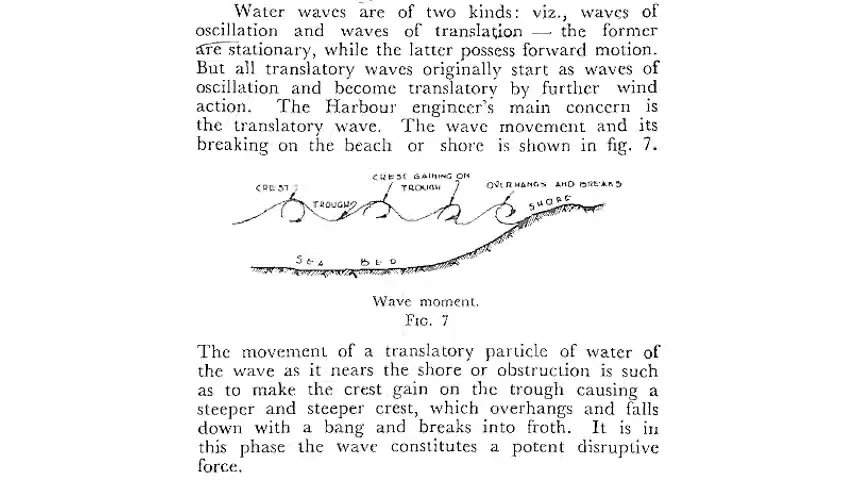 Water waves are of two kinds: viz., waves of
oscillation and waves of translation — the former
are stationary, while the latter possess forward motion.
But all translatory waves originally start as waves of
oscillation and become translatory by further wind
action. The Harbour engineer's main concern is
the translatory wave. The wave movement and its
breaking on the beach or shore is shown in fig. 7.
CREST GAINING ON
CREST TROUGH OVERHANGS AND BREAKS
TROUGH SHORE
SEA BED
Wave moment.
FIG. 7
The movement of a translatory particle of water of
the wave as it nears the shore or obstruction is such
as to make the crest gain on the trough causing a
steeper and steeper crest, which overhangs and falls
down with a bang and breaks into froth. It is in
this phase the wave constitutes a potent disruptive
force.